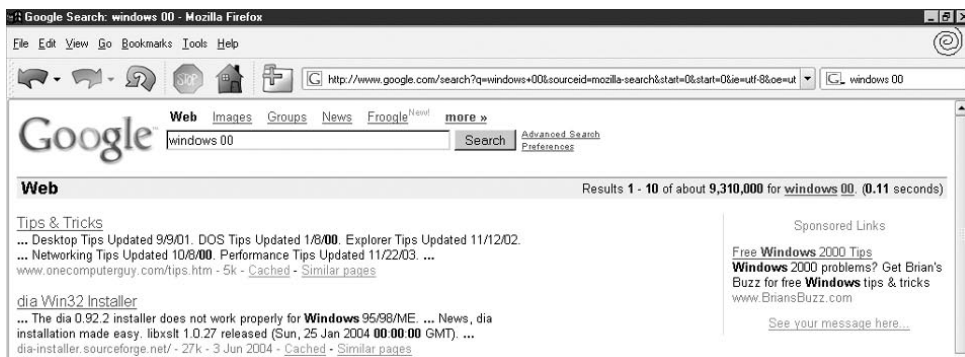 Google Search: windows 00 - Mozilla Firefox
File Edit View Go Bookmarks Tools Help
STOP
G http://www.google.com/search?q=windows+00&sourceid=mozilla-search&start=0&start=0&ie=utf-8&oe=ut
G windows 00
Google
Web Images Groups News Froogle New! more »
windows 00
Search
Advanced Search
Preferences
Web
Results 1 - 10 of about 9,310,000 for windows 00. (0.11 seconds)
Tips & Tricks
... Desktop Tips Updated 9/9/01. DOS Tips Updated 1/8/00. Explorer Tips Updated 11/12/02.
... Networking Tips Updated 10/8/00. Performance Tips Updated 11/22/03. ...
www.onecomputerguy.com/tips.htm - 5k - Cached - Similar pages
dia Win32 Installer
... The dia 0.92.2 installer does not work properly for Windows 95/98/ME. ... News, dia
installation made easy. libxslt 1.0.27 released (Sun, 25 Jan 2004 00:00:00 GMT). ...
dia-installer.sourceforge.net/ - 27k - 3 Jun 2004 - Cached - Similar pages
Sponsored Links
Free Windows 2000 Tips
Windows 2000 problems? Get Brian's
Buzz for free Windows tips & tricks
www.BriansBuzz.com
See your message here...